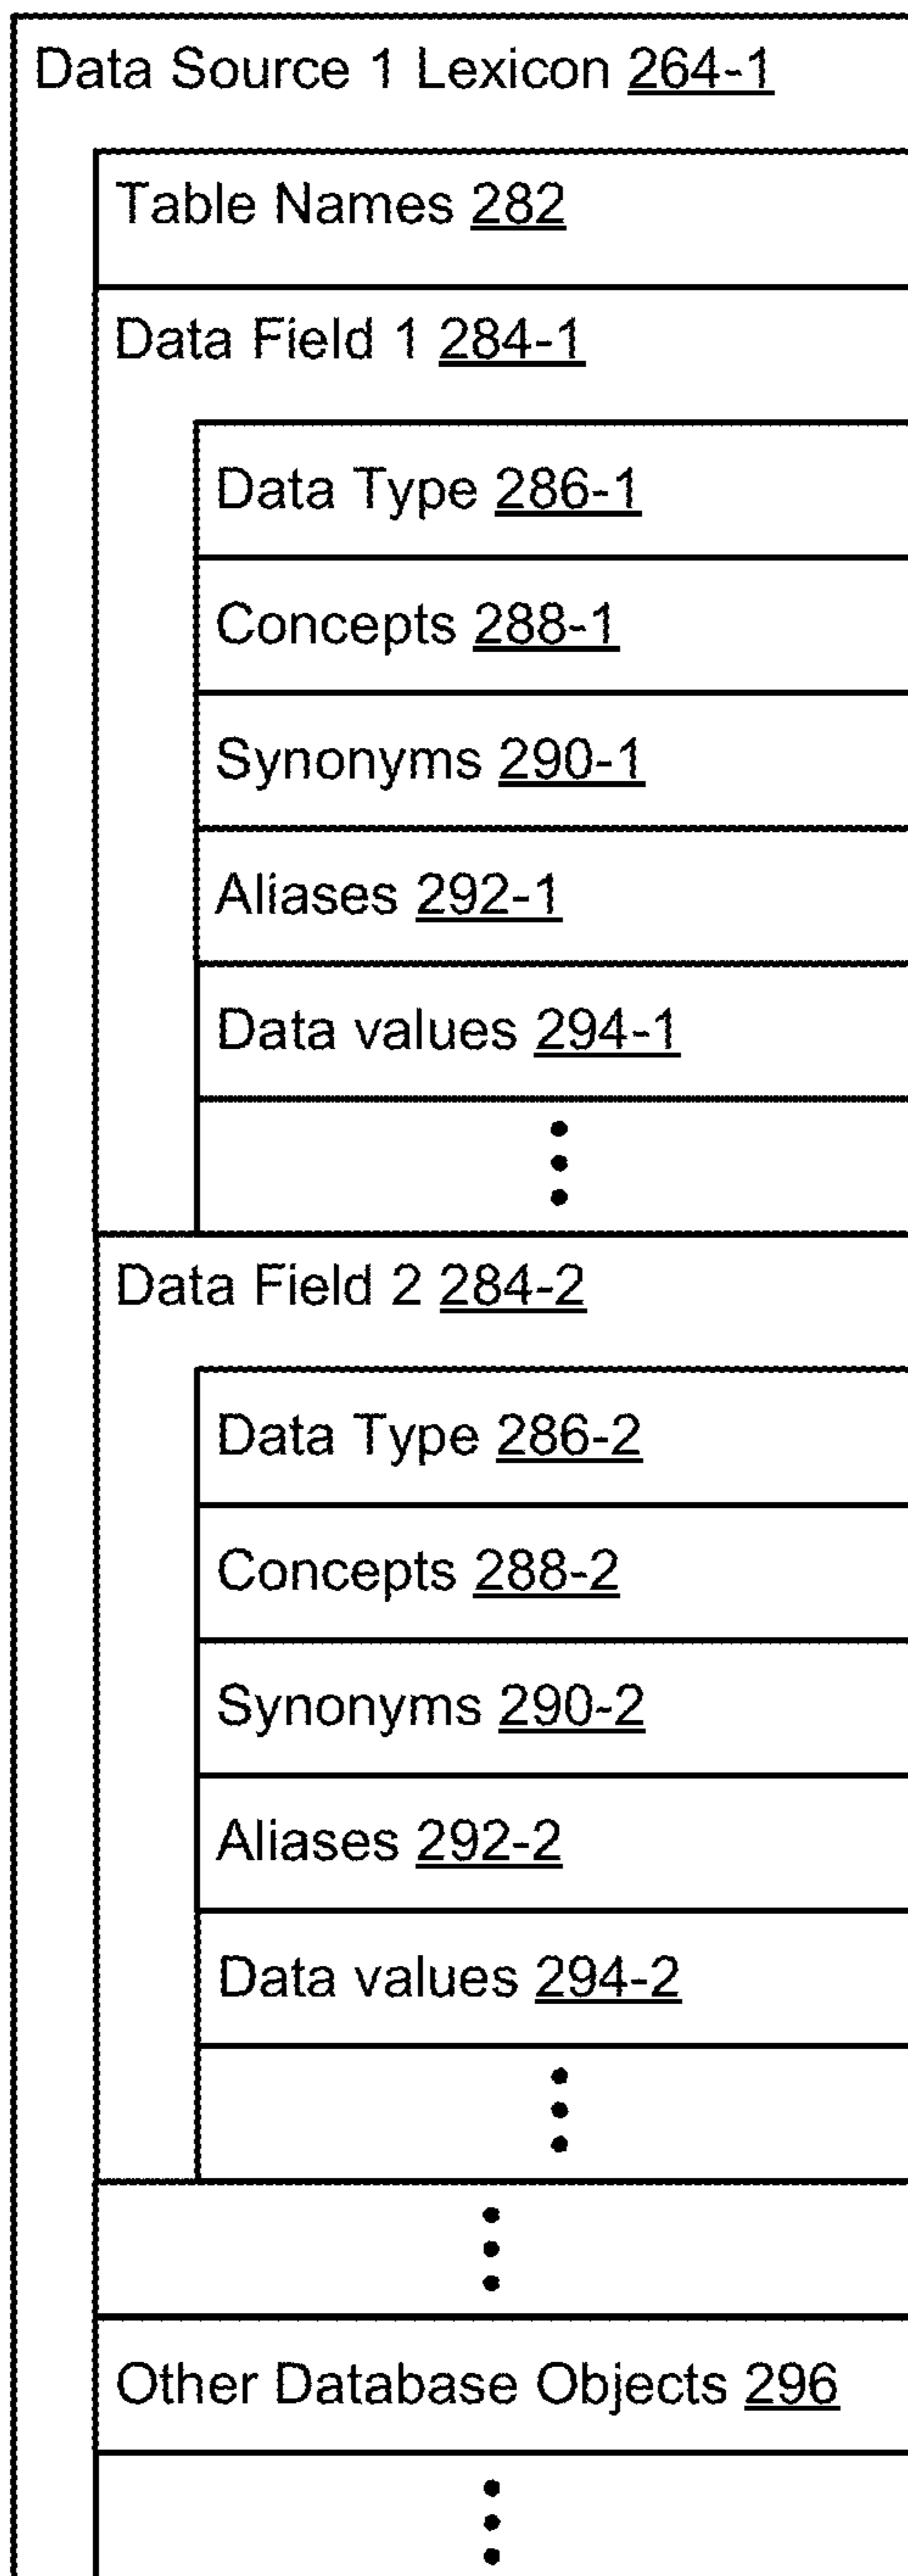 Data Source 1 Lexicon 264-1
Table Names 282
Data Field 1 284-1
Data Type 286-1
Concepts 288-1
Synonyms 290-1
Aliases 292-1
Data values 294-1
Data Field 2 284-2
Data Type 286-2
Concepts 288-2
Synonyms 290-2
Aliases 292-2
Data values 294-2
Other Database Objects 296